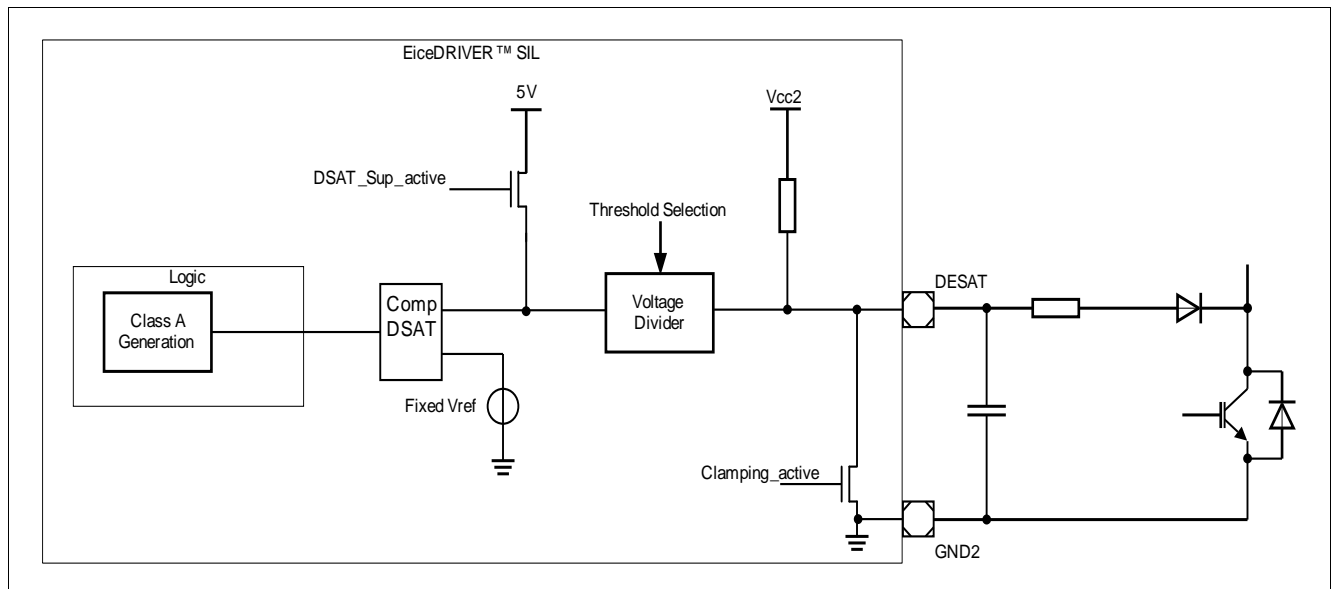 EiceDRIVER™ SIL
5V
Vcc2
DSAT_Sup_active
Threshold Selection
Logic
DESAT
Class A
Generation
Comp
DSAT
Voltage
Divider
Fixed Vref
Clamping_active
GND2